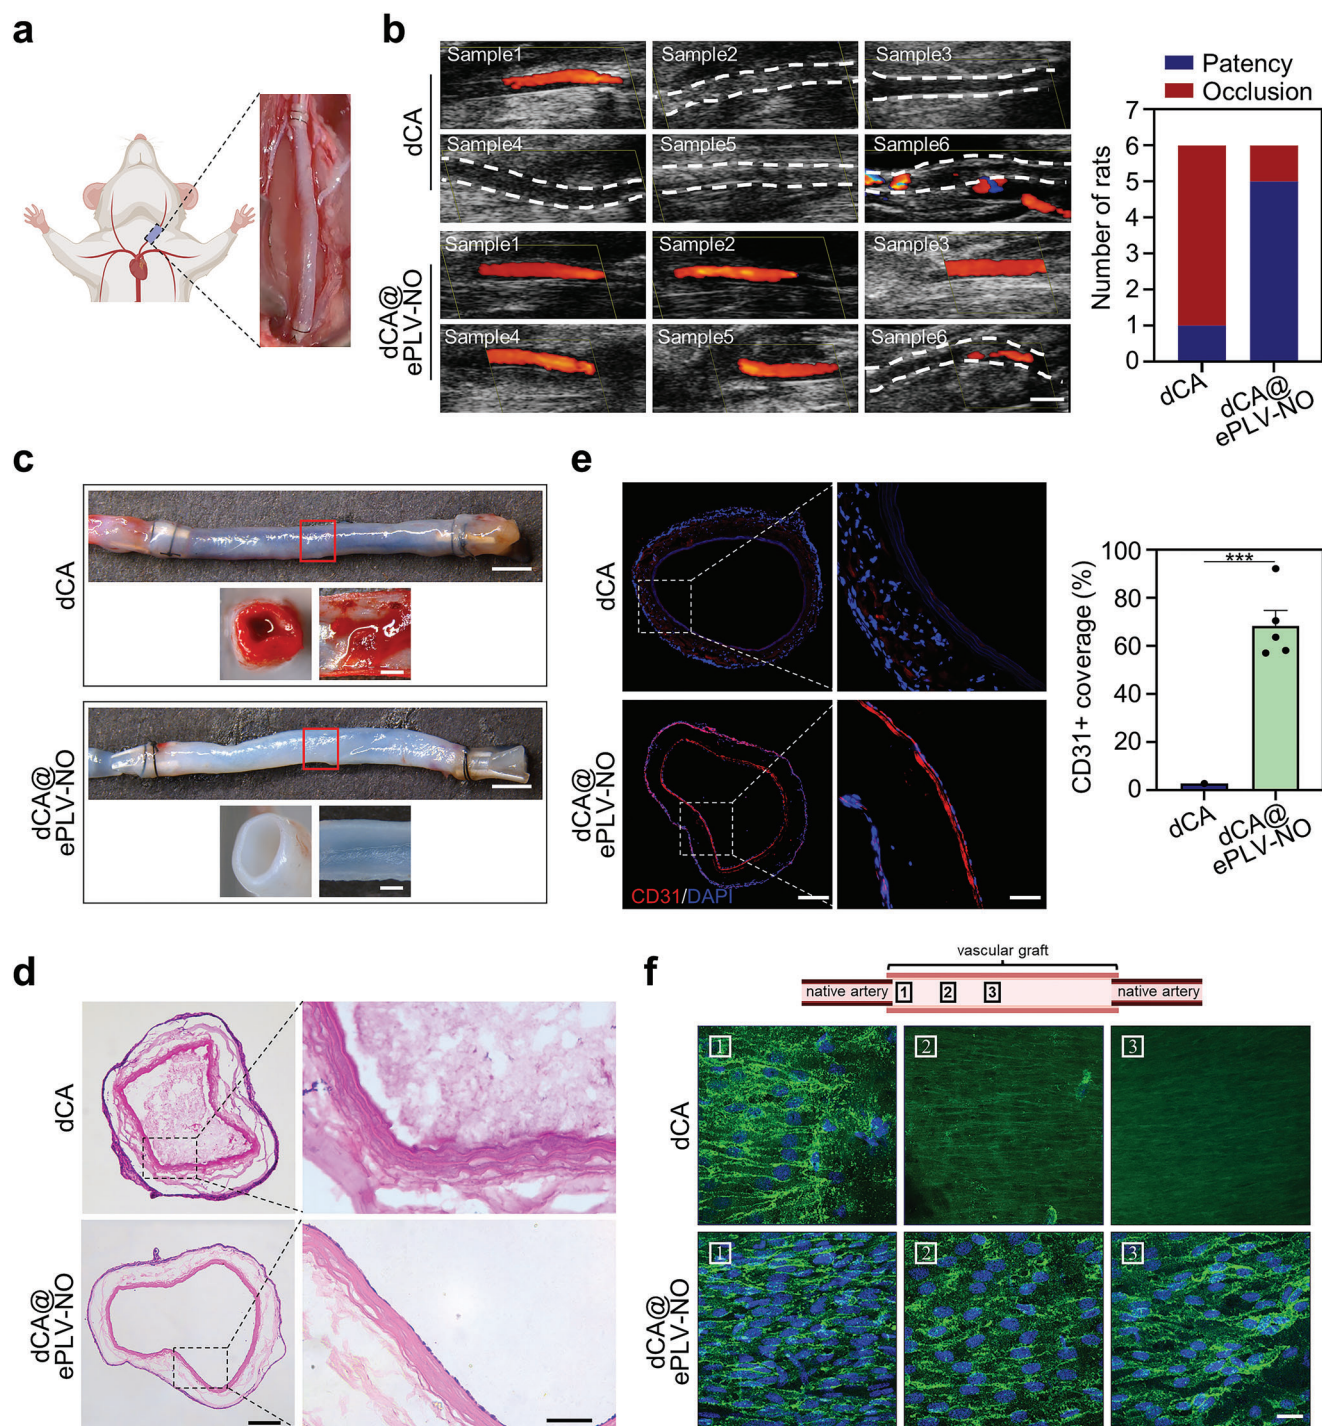 a
b
dCA
Sample1
Sample2
Sample3
Sample4
Sample5
Sample6
dCA@
ePLV-NO
Sample1
Sample2
Sample3
Sample4
Sample5
Sample6
Patency
Occlusion
Number of rats
7
6
5
4
3
2
1
0
dCA
dCA@
ePLV-NO
c
dCA
dCA@
ePLV-NO
e
dCA
dCA@
ePLV-NO
CD31/DAPI
CD31+ coverage (%)
100
80
60
40
20
0
***
dCA
dCA@
ePLV-NO
d
dCA
dCA@
ePLV-NO
f
vascular graft
native artery
1
2
3
native artery
dCA
1
2
3
dCA@
ePLV-NO
1
2
3